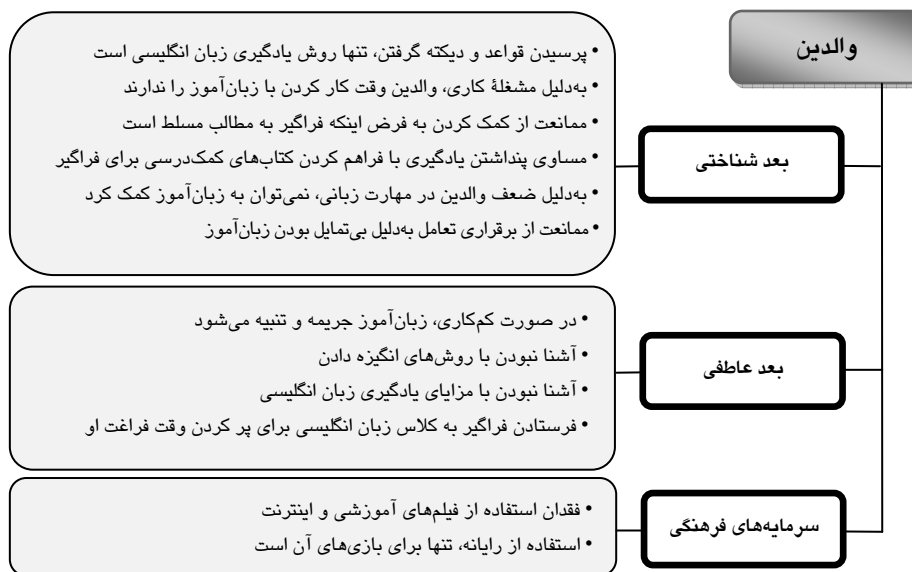 والدین
بعد شناختی
• پرسیدن قواعد و دیکته گرفتن، تنها روش یادگیری زبان انگلیسی است
• به‌دلیل مشغلهٔ کاری، والدین وقت کار کردن با زبان‌آموز را ندارند
• ممانعت از کمک کردن به فرض اینکه فراگیر به مطالب مسلط است
• مساوی پنداشتن یادگیری با فراهم کردن کتاب‌های کمک‌درسی برای فراگیر
• به‌دلیل ضعف والدین در مهارت زبانی، نمی‌توان به زبان‌آموز کمک کرد
• ممانعت از برقراری تعامل به‌دلیل بی‌تمایل بودن زبان‌آموز
بعد عاطفی
• در صورت کم‌کاری، زبان‌آموز جریمه و تنبیه می‌شود
• آشنا نبودن با روش‌های انگیزه دادن
• آشنا نبودن با مزایای یادگیری زبان انگلیسی
• فرستادن فراگیر به کلاس زبان انگلیسی برای پر کردن وقت فراغت او
سرمایه‌های فرهنگی
• فقدان استفاده از فیلم‌های آموزشی و اینترنت
• استفاده از رایانه، تنها برای بازی‌های آن است